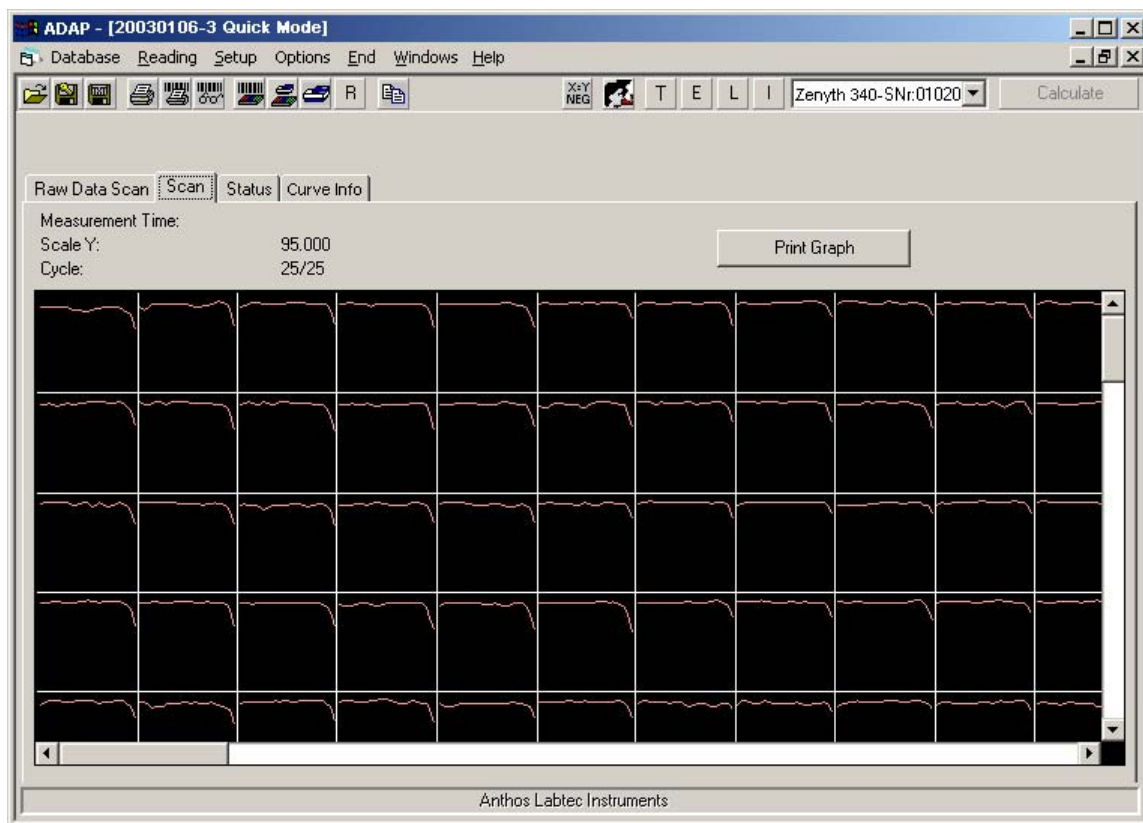 ADAP - [20030106-3 Quick Mode]
Database Reading Setup Options End Windows Help
R X=Y NEG T E L I Zenyth 340-SNr:01020 Calculate
Raw Data Scan Scan Status Curve Info
Measurement Time:
Scale Y: 95.000
Print Graph
Cycle: 25/25
Anthos Labtec Instruments